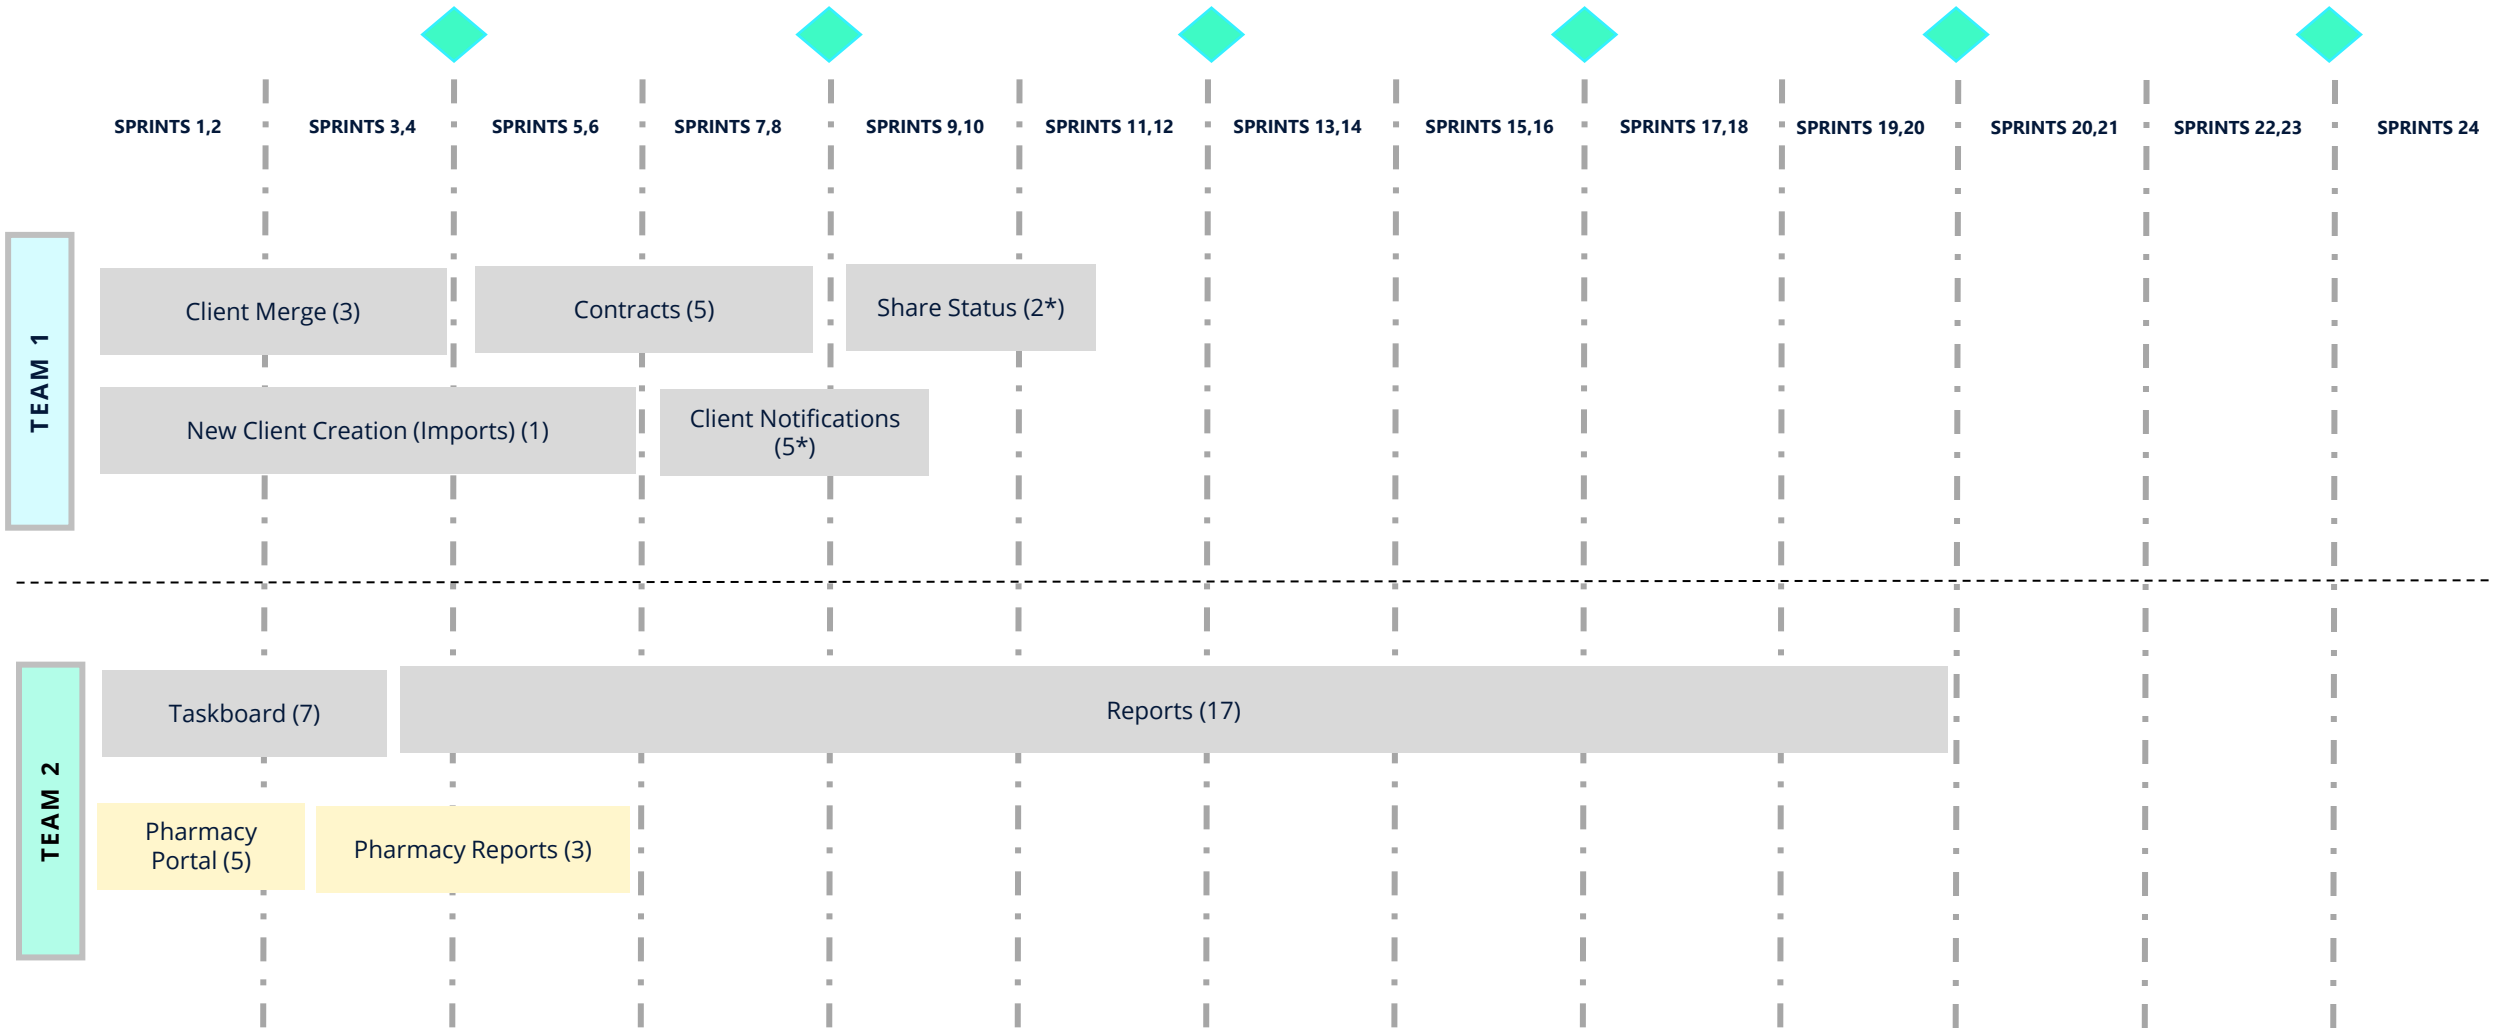 SPRINTS 1,2
SPRINTS 3,4
SPRINTS 5,6
SPRINTS 7,8
SPRINTS 9,10
SPRINTS 11,12
SPRINTS 13,14
SPRINTS 15,16
SPRINTS 17,18
SPRINTS 19,20
SPRINTS 20,21
SPRINTS 22,23
SPRINTS 24
TEAM 1
Client Merge (3)
Contracts (5)
Share Status (2*)
New Client Creation (Imports) (1)
Client Notifications
(5*)
TEAM 2
Taskboard (7)
Reports (17)
Pharmacy
Portal (5)
Pharmacy Reports (3)